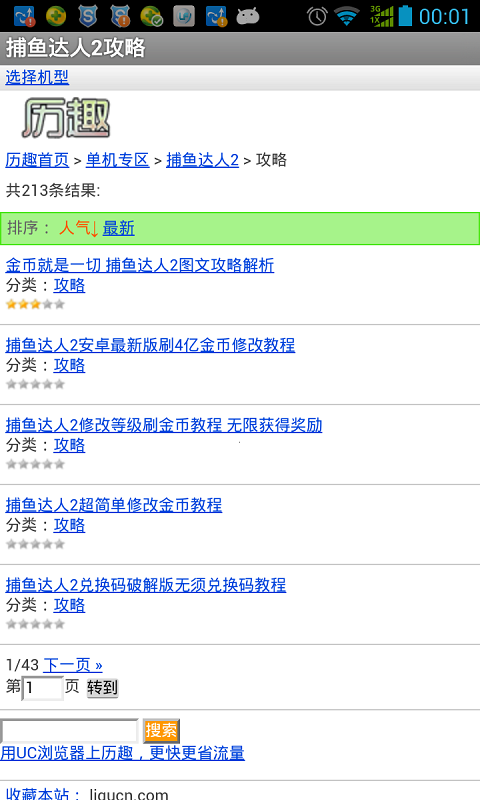 3G
1X
00:01
捕鱼达人2攻略
选择机型
历趣
历趣首页 > 单机专区 > 捕鱼达人2 > 攻略
共213条结果:
排序： 人气↓ 最新
金币就是一切 捕鱼达人2图文攻略解析
分类：攻略
捕鱼达人2安卓最新版刷4亿金币修改教程
分类：攻略
捕鱼达人2修改等级刷金币教程 无限获得奖励
分类：攻略
捕鱼达人2超简单修改金币教程
分类：攻略
捕鱼达人2兑换码破解版无须兑换码教程
分类：攻略
1/43 下一页 »
第1页 转到
搜索
用UC浏览器上历趣，更快更省流量
收藏本站： liqucn.com